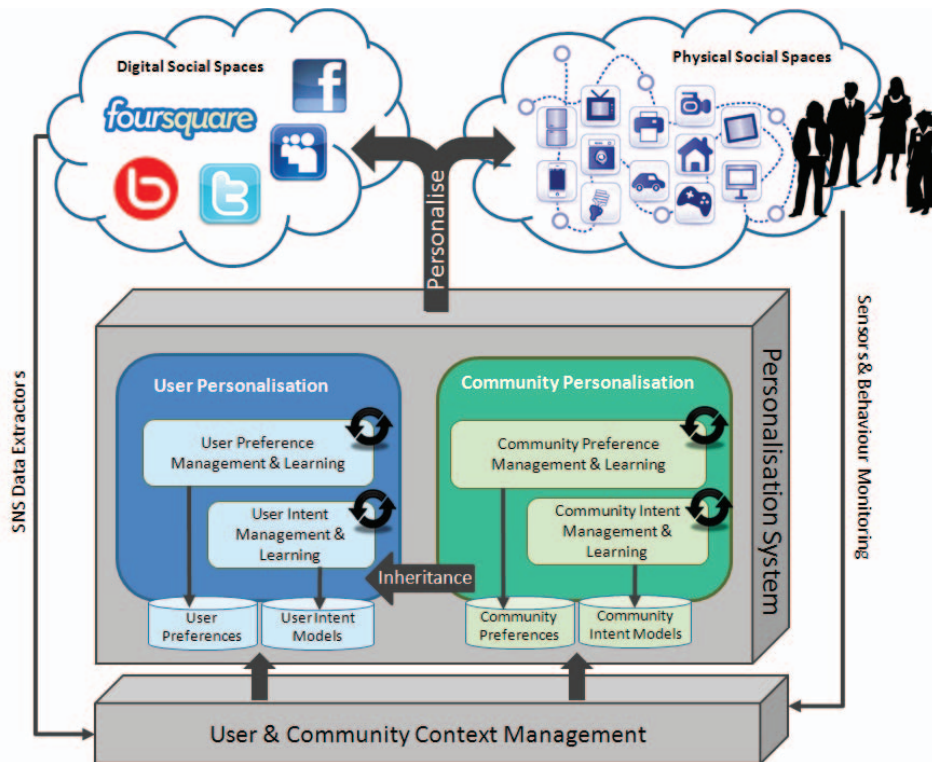 Digital Social Spaces
Physical Social Spaces
f
foursquare
b
t
Personalise
SNS Data Extractors
Sensors & Behaviour Monitoring
Personalisation System
User Personalisation
Community Personalisation
User Preference
Management & Learning
Community Preference
Management & Learning
User Intent
Management &
Learning
Community Intent
Management &
Learning
Inheritance
User
Preferences
User Intent
Models
Community
Preferences
Community
Intent Models
User & Community Context Management